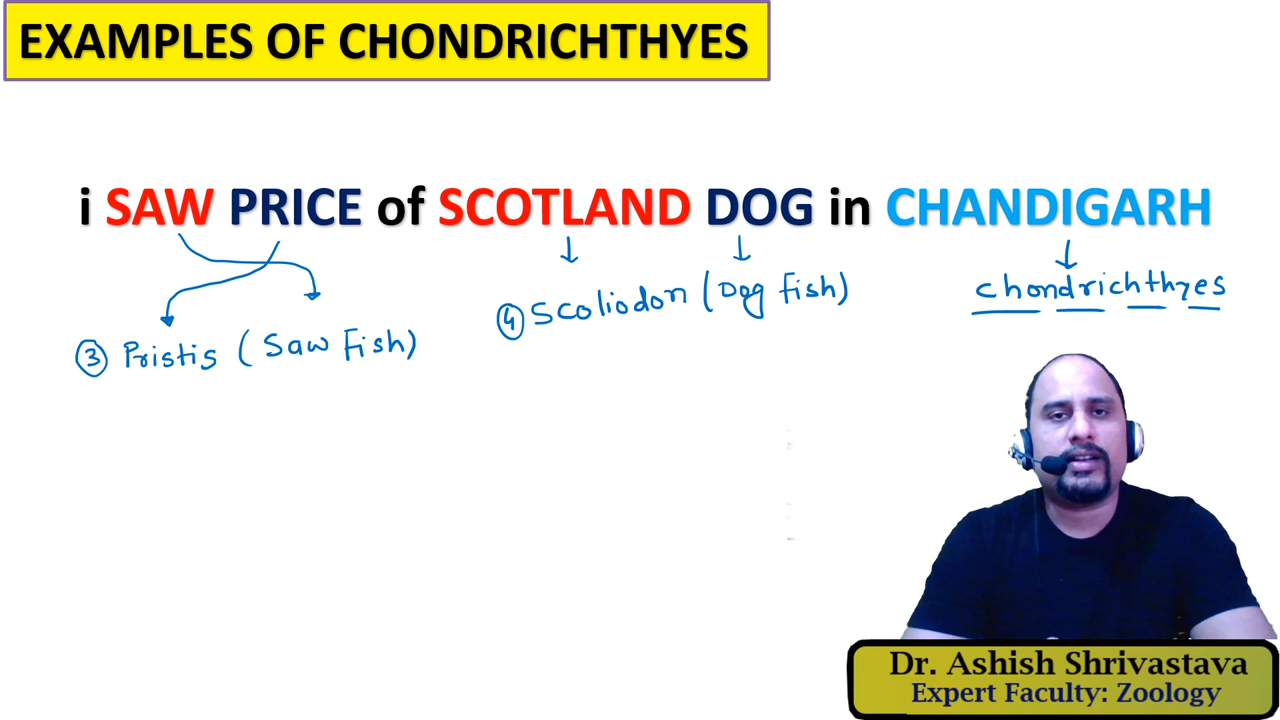 EXAMPLES OF CHONDRICHTHYES
i SAW PRICE of SCOTLAND DOG in CHANDIGARH
③ Pristis (Saw Fish)
④ Scoliodon (Dog fish)
chondrichthyes
Dr. Ashish Shrivastava
Expert Faculty: Zoology